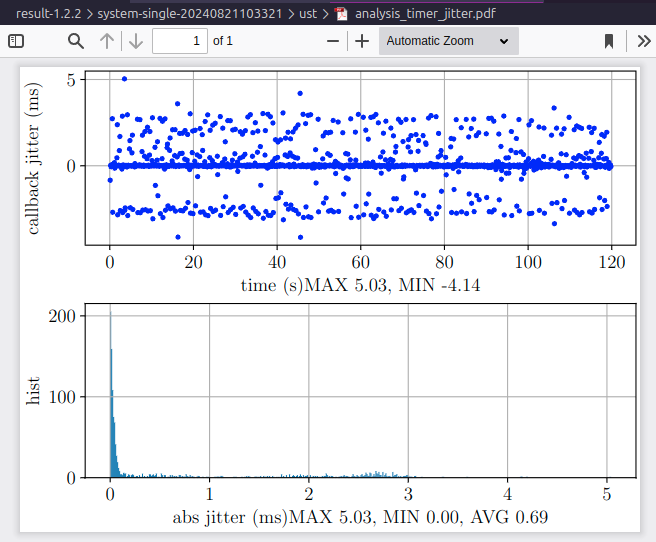 result-1.2.2 > system-single-20240821103321 > ust > analysis_timer_jitter.pdf
1 of 1 Automatic Zoom
callback jitter (ms)
5
0
0 20 40 60 80 100 120
time (s)MAX 5.03, MIN -4.14
hist
200
100
0
0 1 2 3 4 5
abs jitter (ms)MAX 5.03, MIN 0.00, AVG 0.69